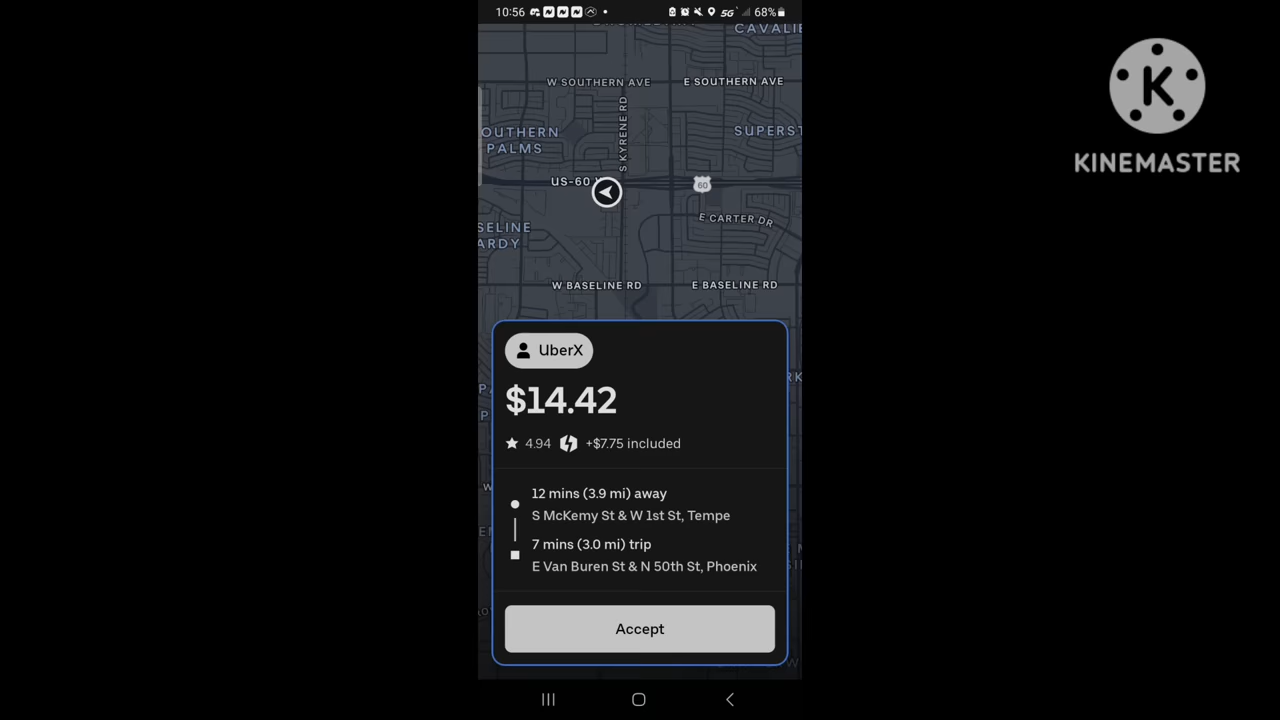 10:56
5G
68%
CAVALIE
W SOUTHERN AVE
E SOUTHERN AVE
S KYRENE RD
OUTHERN
PALMS
SUPERST
US-60
60
E CARTER DR
SELINE
ARDY
W BASELINE RD
E BASELINE RD
UberX
$14.42
4.94 +$7.75 included
12 mins (3.9 mi) away
S McKemy St & W 1st St, Tempe
7 mins (3.0 mi) trip
E Van Buren St & N 50th St, Phoenix
Accept
K
KINEMASTER